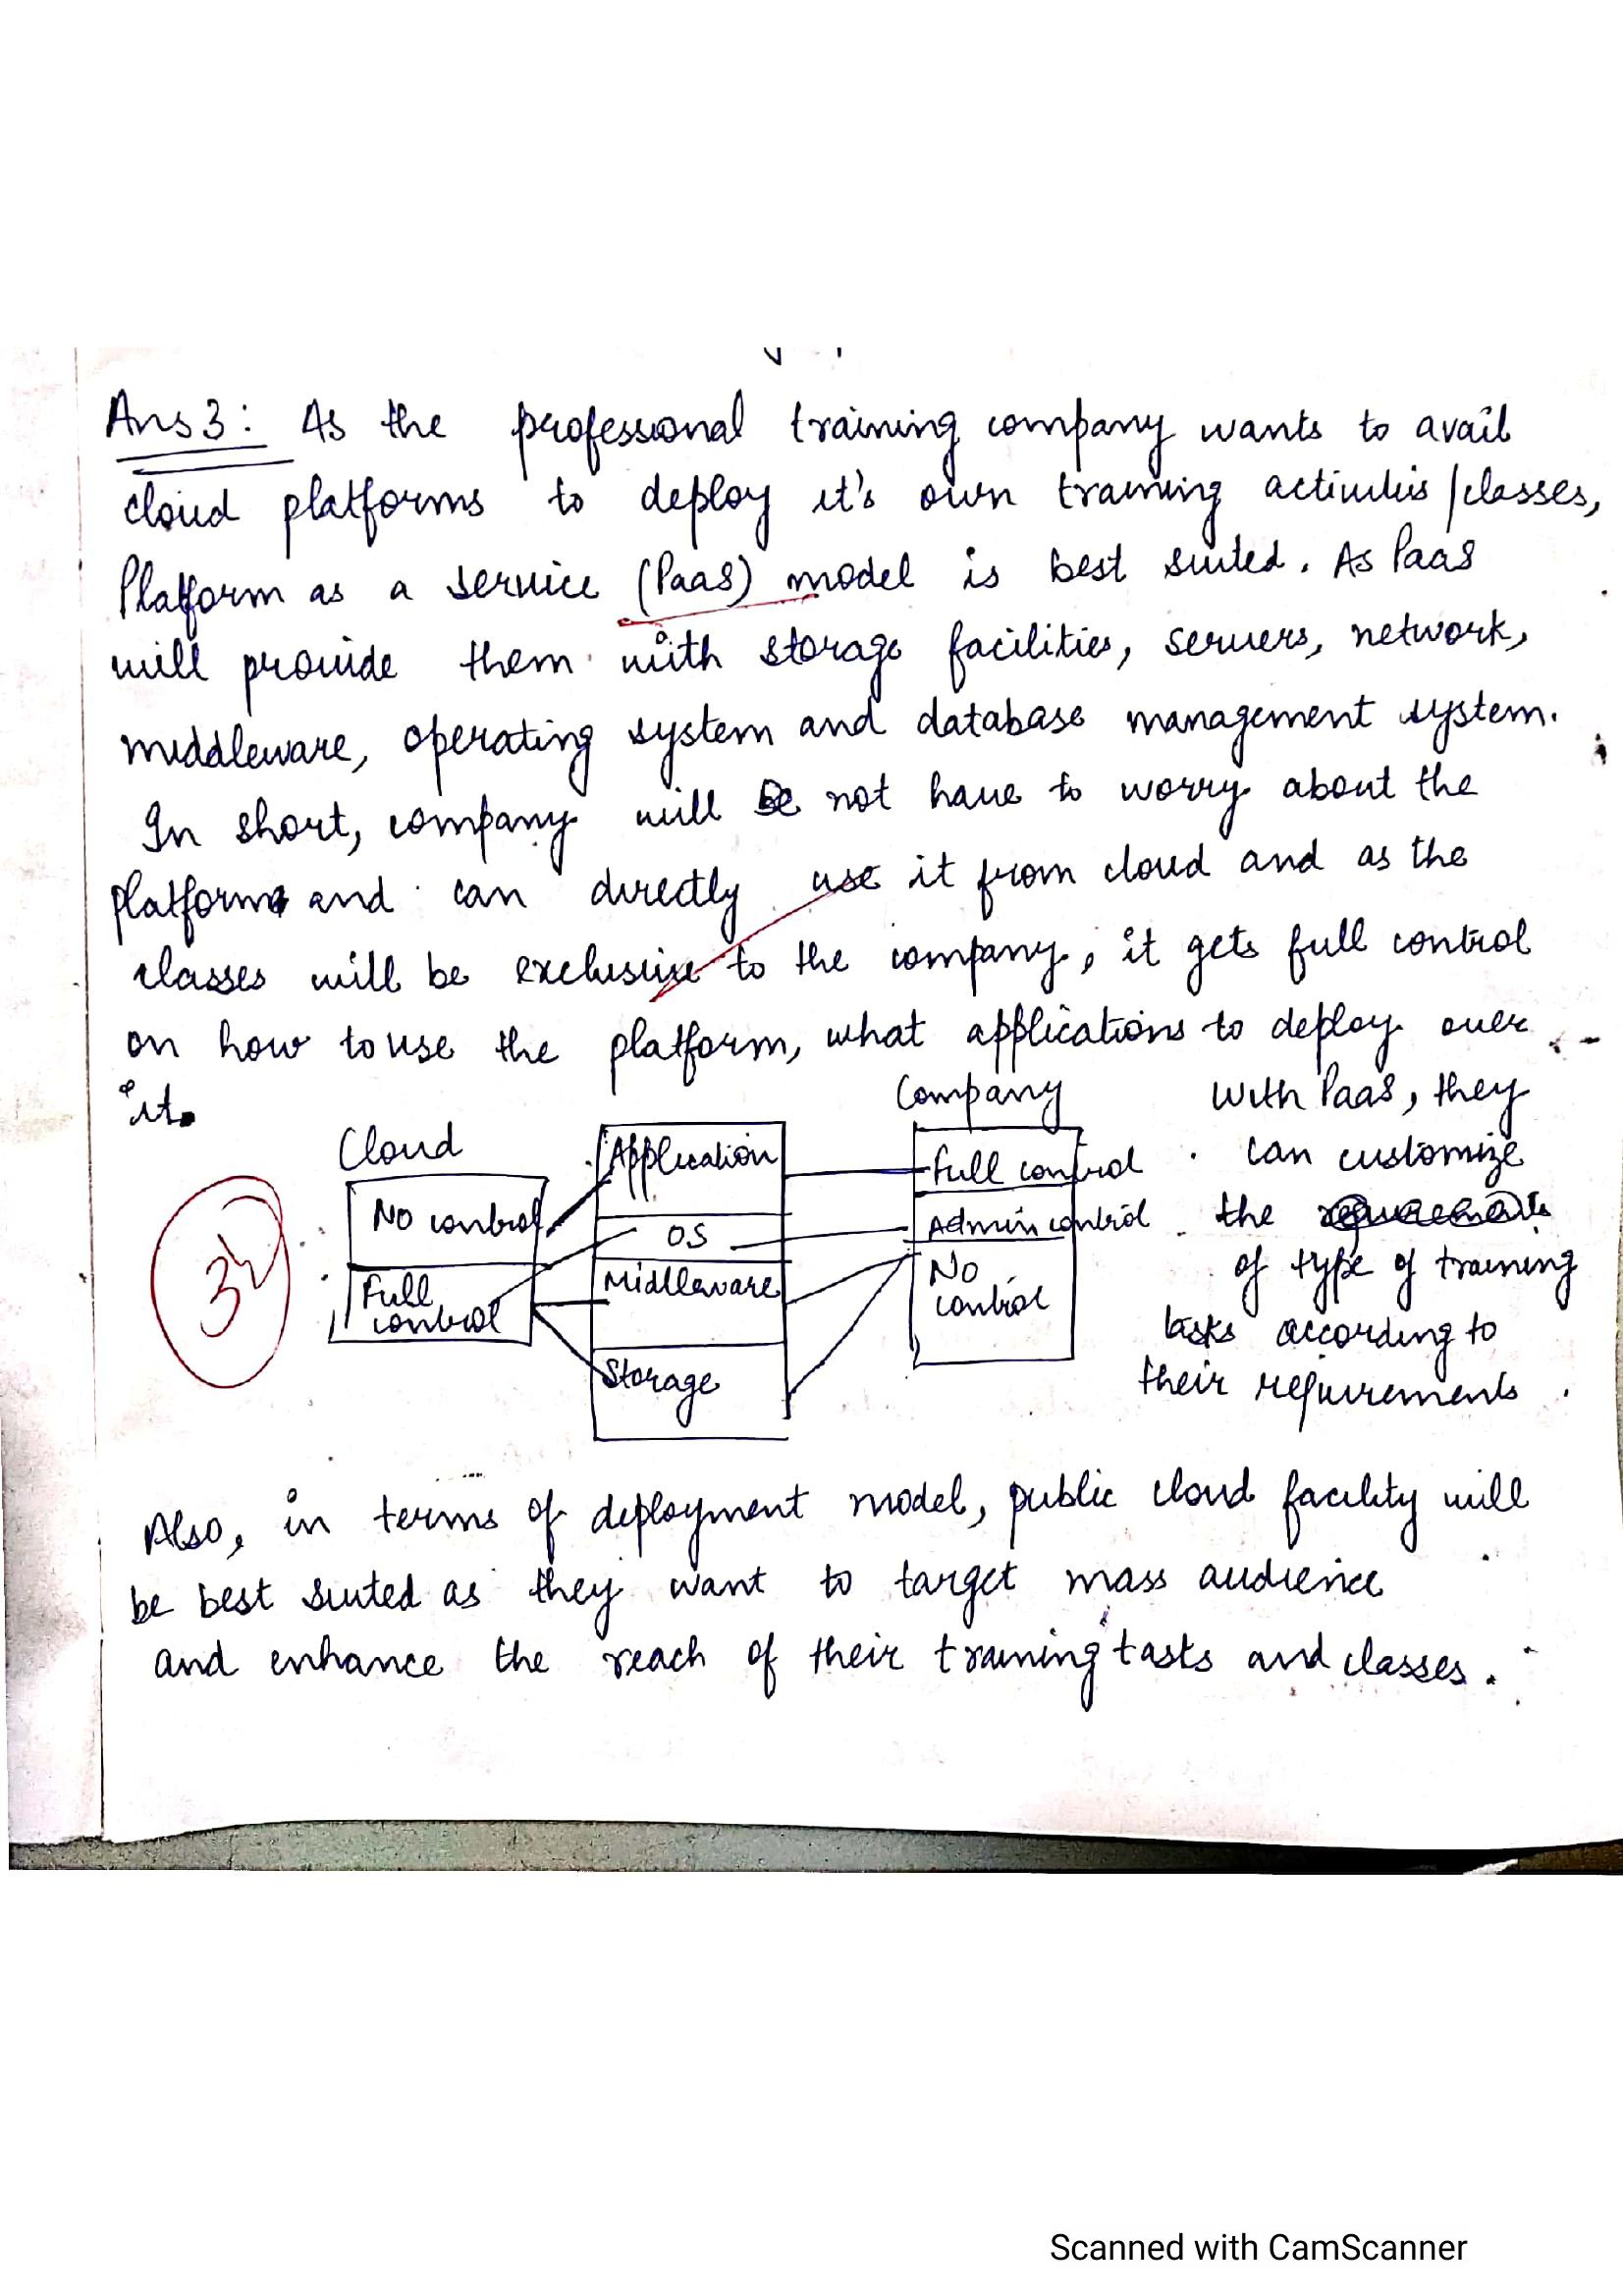 Ans 3: As the professional training company wants to avail
cloud platforms to deploy it's own training activities/classes,
Platform as a service (PaaS) model is best suited. As PaaS
will provide them with storage facilities, servers, network,
middleware, operating system and database management system.
In short, company will be not have to worry about the
platform and can directly use it from cloud and as the
classes will be exclusive to the company, it gets full control
on how to use the platform, what applications to deploy over
it.
Cloud
No control
Full
control
Application
OS
Middleware
Storage
Company
Full control
Admin control
No
control
With PaaS, they
can customize
the
of type of training
tasks according to
their requirements.
Also, in terms of deployment model, public cloud facility will
be best suited as they want to target mass audience
and enhance the reach of their training tasks and classes.
Scanned with CamScanner